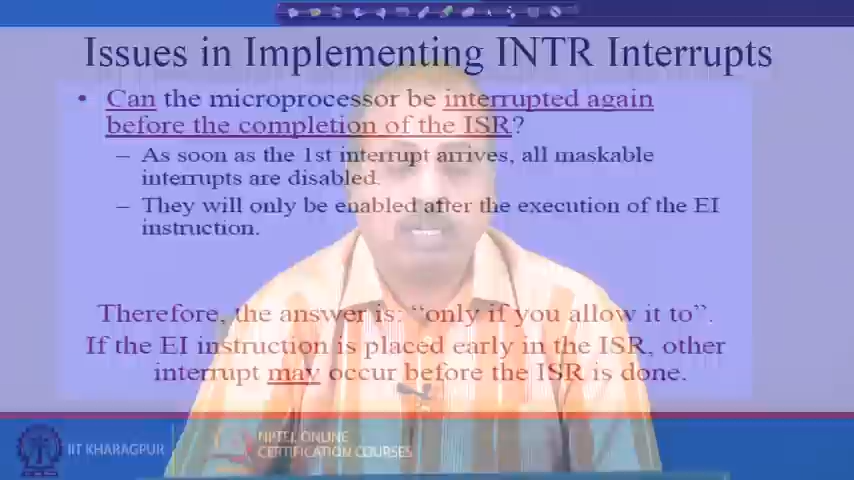 Issues in Implementing INTR Interrupts
• Can the microprocessor be interrupted again
before the completion of the ISR?
– As soon as the 1st interrupt arrives, all maskable
interrupts are disabled.
– They will only be enabled after the execution of the EI
instruction.
Therefore, the answer is: “only if you allow it to”.
If the EI instruction is placed early in the ISR, other
interrupt may occur before the ISR is done.
IIT KHARAGPUR
NPTEL ONLINE
CERTIFICATION COURSES